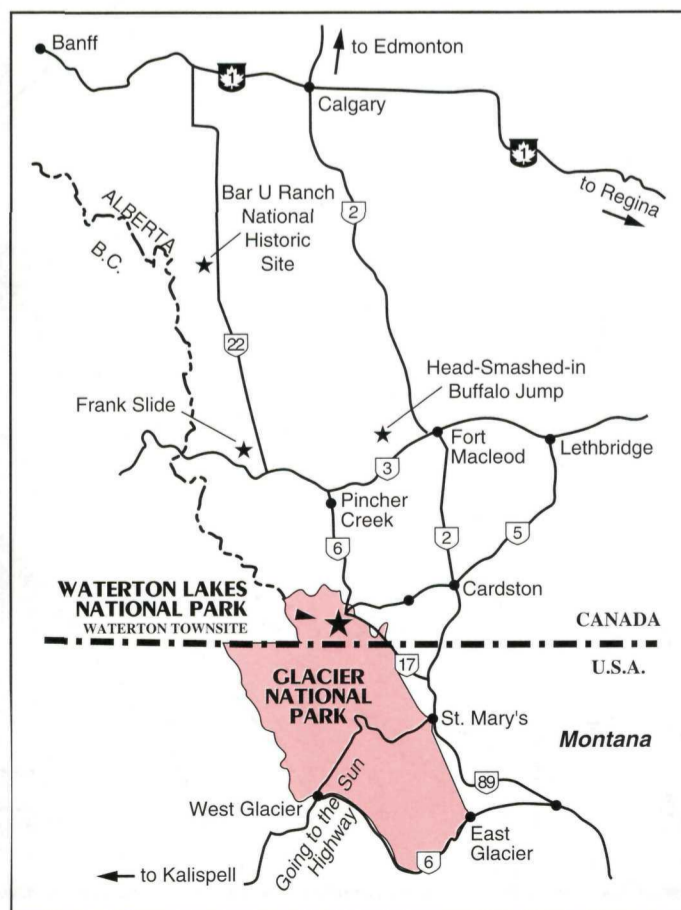 Banff
to Edmonton
1
Calgary
1
to Regina
ALBERTA
B.C.
Bar U Ranch
National
Historic
Site
2
22
Head-Smashed-in
Buffalo Jump
Frank Slide
Fort
Macleod
Lethbridge
3
Pincher
Creek
6
2
5
Cardston
WATERTON LAKES
NATIONAL PARK
WATERTON TOWNSITE
CANADA
U.S.A.
17
GLACIER
NATIONAL
PARK
St. Mary's
Montana
89
West Glacier
Going to the Sun
Highway
East
Glacier
6
to Kalispell